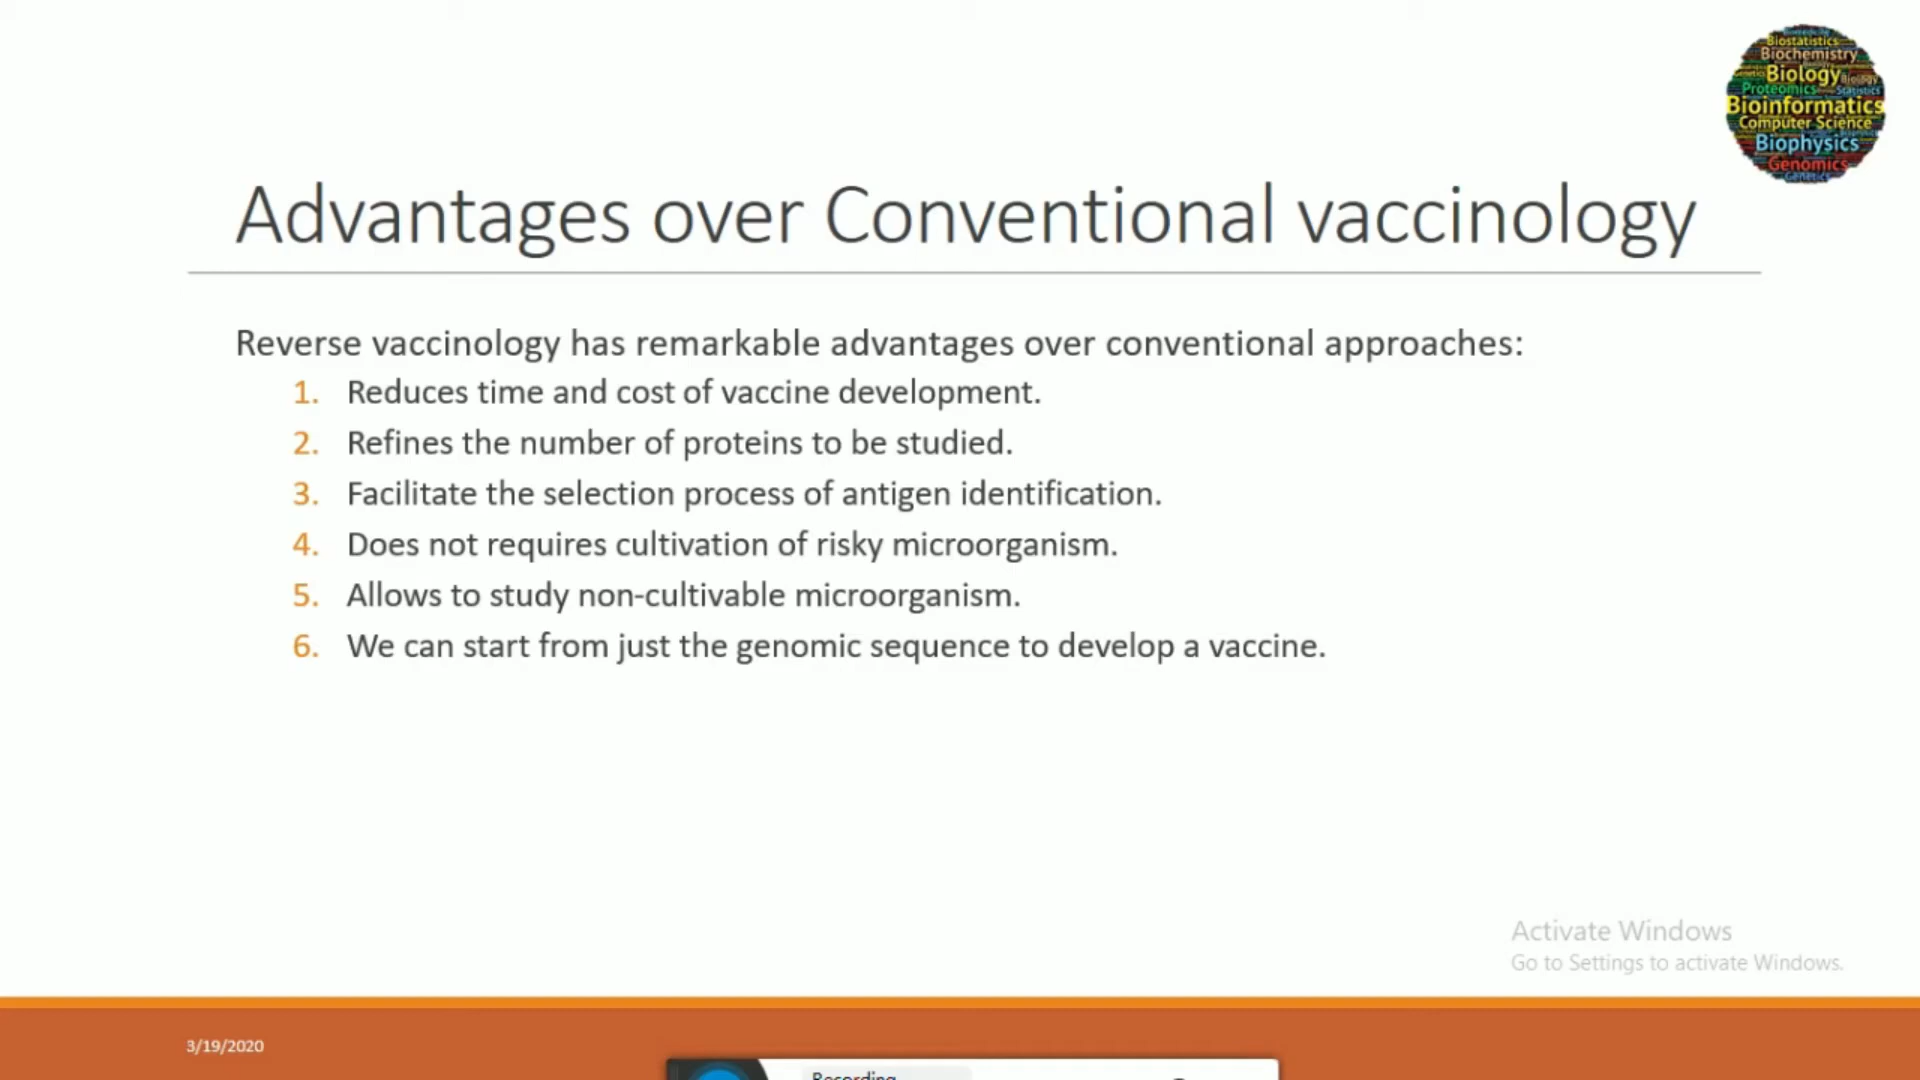 Biostatistics
Biochemistry
Biology
Biology
Proteomics
Statistics
Bioinformatics
Computer Science
Biophysics
Genomics
Genetics
Advantages over Conventional vaccinology
Reverse vaccinology has remarkable advantages over conventional approaches:
1. Reduces time and cost of vaccine development.
2. Refines the number of proteins to be studied.
3. Facilitate the selection process of antigen identification.
4. Does not requires cultivation of risky microorganism.
5. Allows to study non-cultivable microorganism.
6. We can start from just the genomic sequence to develop a vaccine.
Activate Windows
Go to Settings to activate Windows.
3/19/2020
Recording